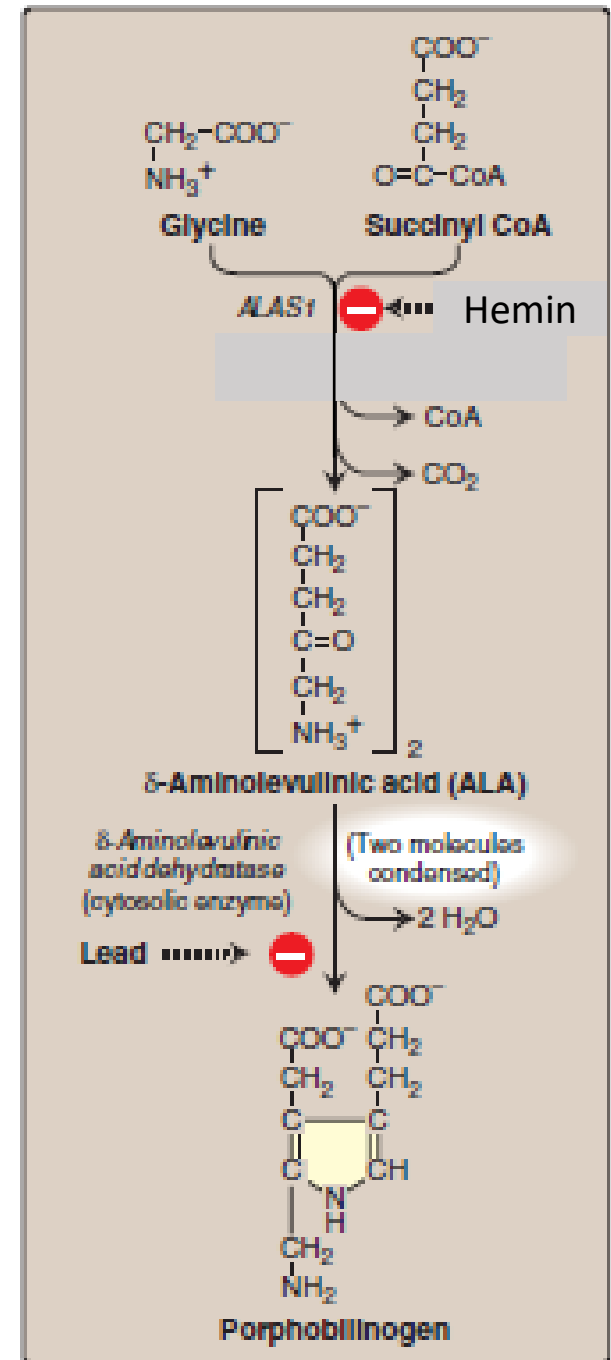 COO⁻
CH₂
CH₂–COO⁻ CH₂
NH₃⁺ O=C–CoA
Glycine Succinyl CoA
ALAS1 Hemin
CoA
CO₂
COO⁻
CH₂
CH₂
C=O
CH₂
NH₃⁺ 2
δ-Aminolevulinic acid (ALA)
δ-Aminolevulinic (Two molecules
acid dehydratase condensed)
(cytosolic enzyme) 2 H₂O
Lead
COO⁻
COO⁻ CH₂
CH₂ CH₂
C C
C CH
N
H
CH₂
NH₂
Porphobilinogen